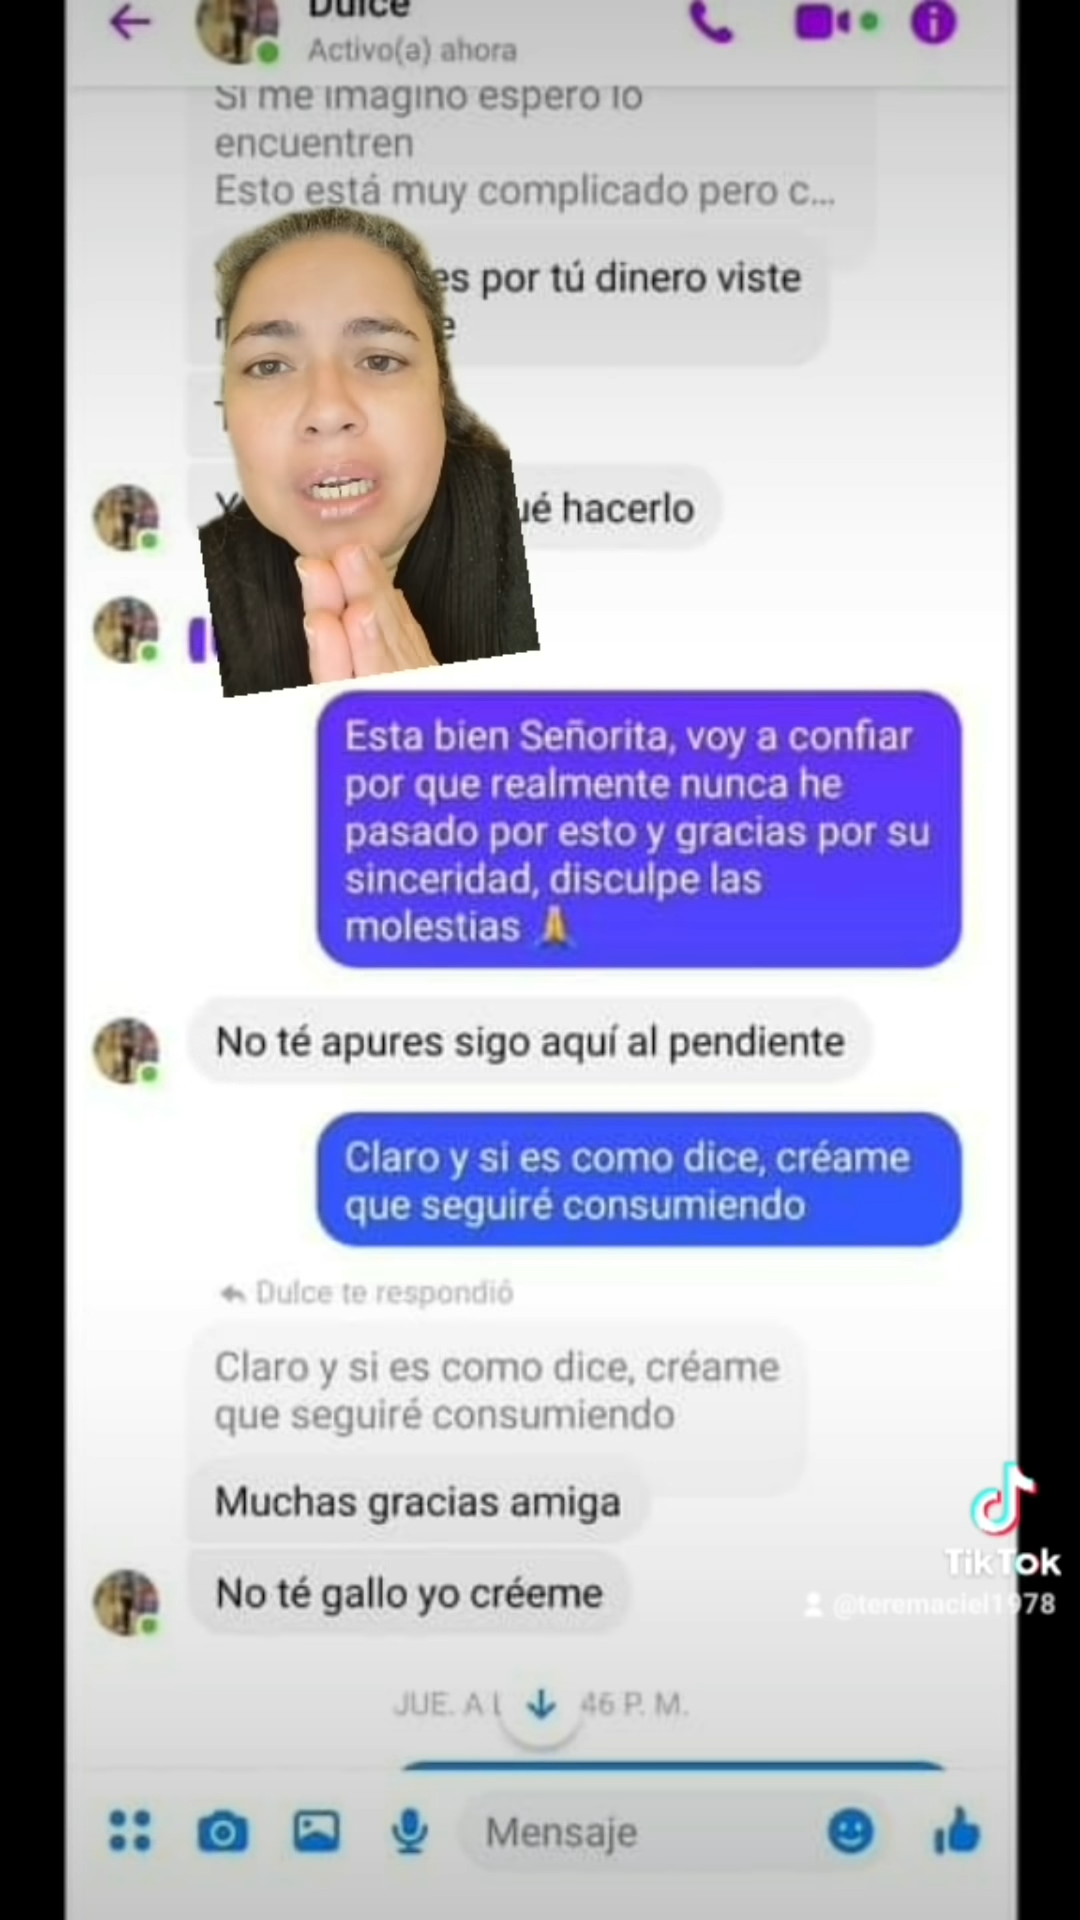 Dulce
Activo(a) ahora
Si me imagino espero lo
encuentren
Esto está muy complicado pero c...
es por tú dinero viste
hacerlo
Esta bien Señorita, voy a confiar
por que realmente nunca he
pasado por esto y gracias por su
sinceridad, disculpe las
molestias 🙏
No té apures sigo aquí al pendiente
Claro y si es como dice, créame
que seguiré consumiendo
Dulce te respondió
Claro y si es como dice, créame
que seguiré consumiendo
Muchas gracias amiga
No té gallo yo créeme
TikTok
@teremaciel1978
JUE. A L 46 P. M.
Mensaje